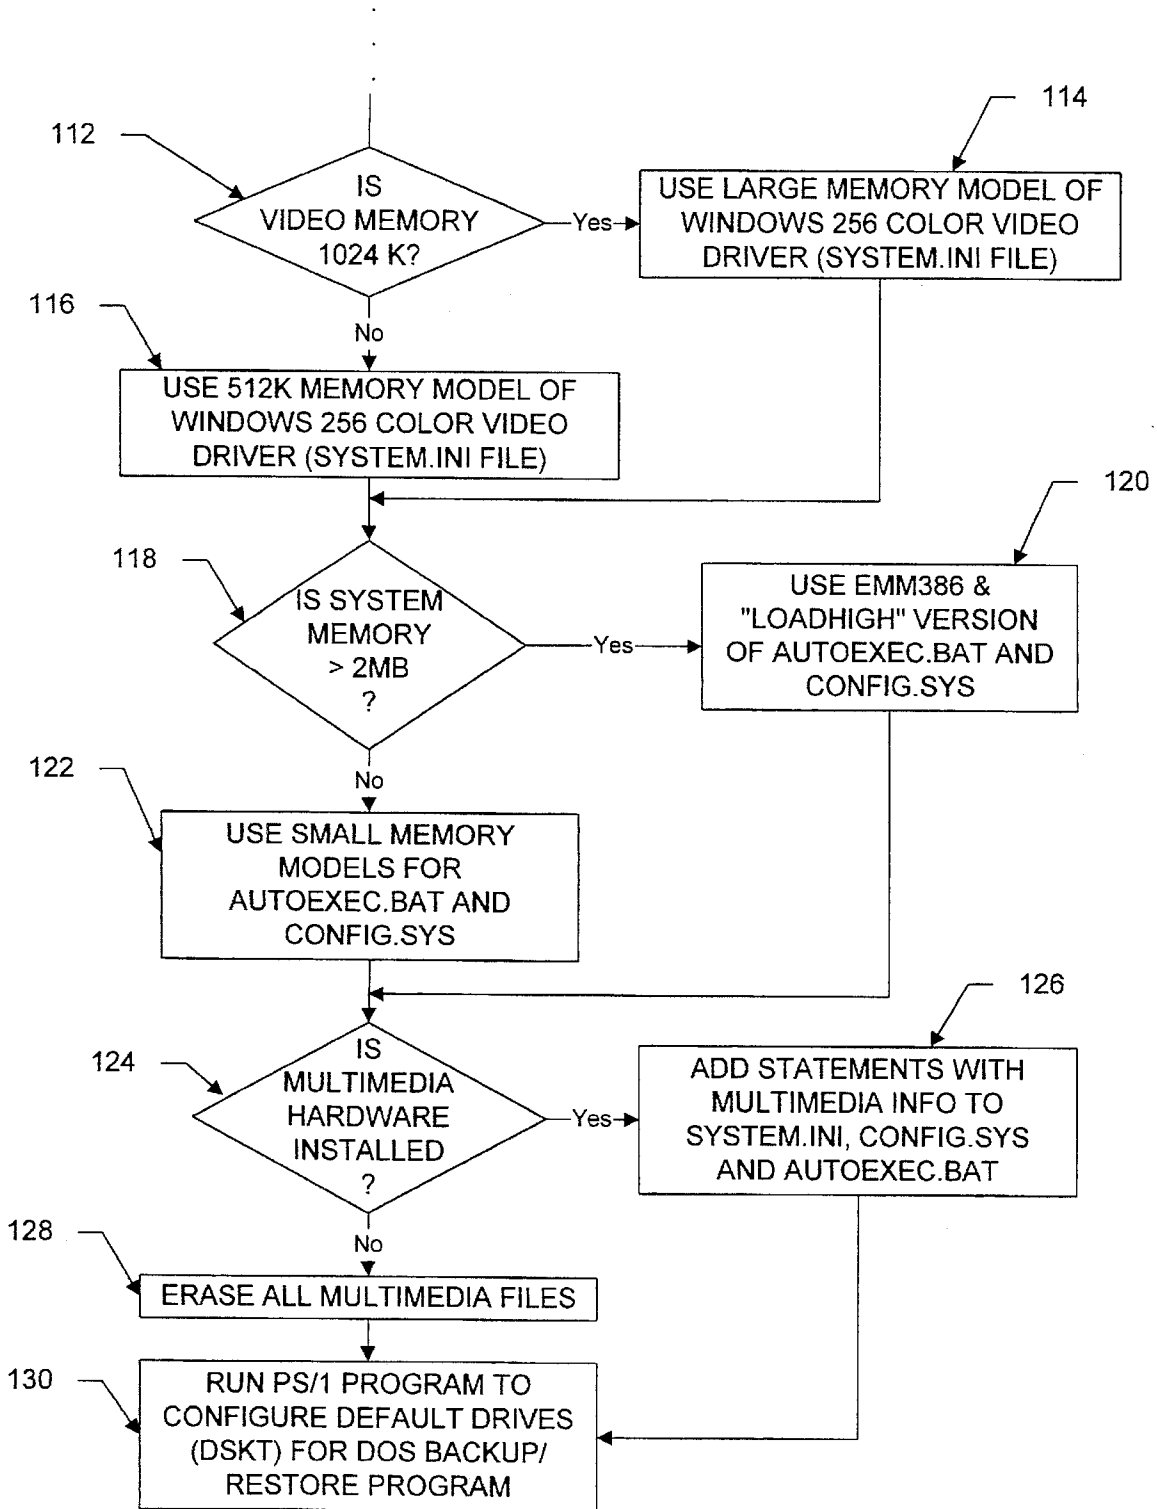 114
112
IS
VIDEO MEMORY
1024 K?
Yes
USE LARGE MEMORY MODEL OF
WINDOWS 256 COLOR VIDEO
DRIVER (SYSTEM.INI FILE)
116
No
USE 512K MEMORY MODEL OF
WINDOWS 256 COLOR VIDEO
DRIVER (SYSTEM.INI FILE)
120
118
IS SYSTEM
MEMORY
> 2MB
?
Yes
USE EMM386 &
"LOADHIGH" VERSION
OF AUTOEXEC.BAT AND
CONFIG.SYS
122
No
USE SMALL MEMORY
MODELS FOR
AUTOEXEC.BAT AND
CONFIG.SYS
126
124
IS
MULTIMEDIA
HARDWARE
INSTALLED
?
Yes
ADD STATEMENTS WITH
MULTIMEDIA INFO TO
SYSTEM.INI, CONFIG.SYS
AND AUTOEXEC.BAT
128
No
ERASE ALL MULTIMEDIA FILES
130
RUN PS/1 PROGRAM TO
CONFIGURE DEFAULT DRIVES
(DSKT) FOR DOS BACKUP/
RESTORE PROGRAM